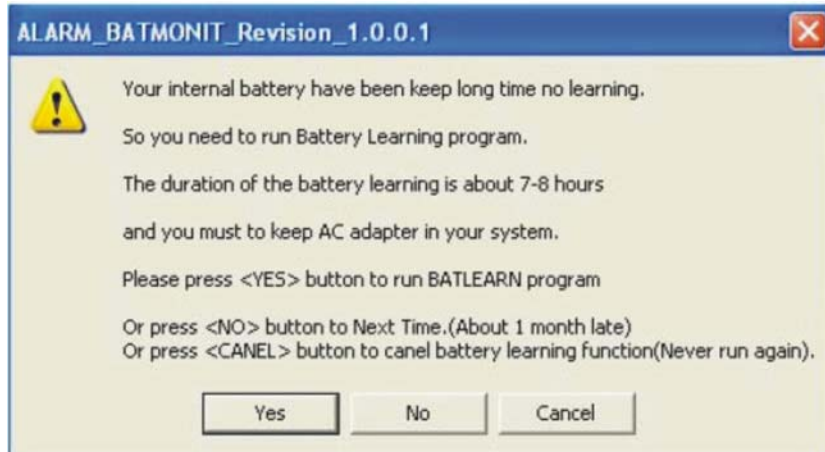 ALARM_BATMONIT_Revision_1.0.0.1
Your internal battery have been keep long time no learning.
So you need to run Battery Learning program.
The duration of the battery learning is about 7-8 hours
and you must to keep AC adapter in your system.
Please press <YES> button to run BATLEARN program
Or press <NO> button to Next Time.(About 1 month late)
Or press <CANEL> button to canel battery learning function(Never run again).
Yes
No
Cancel